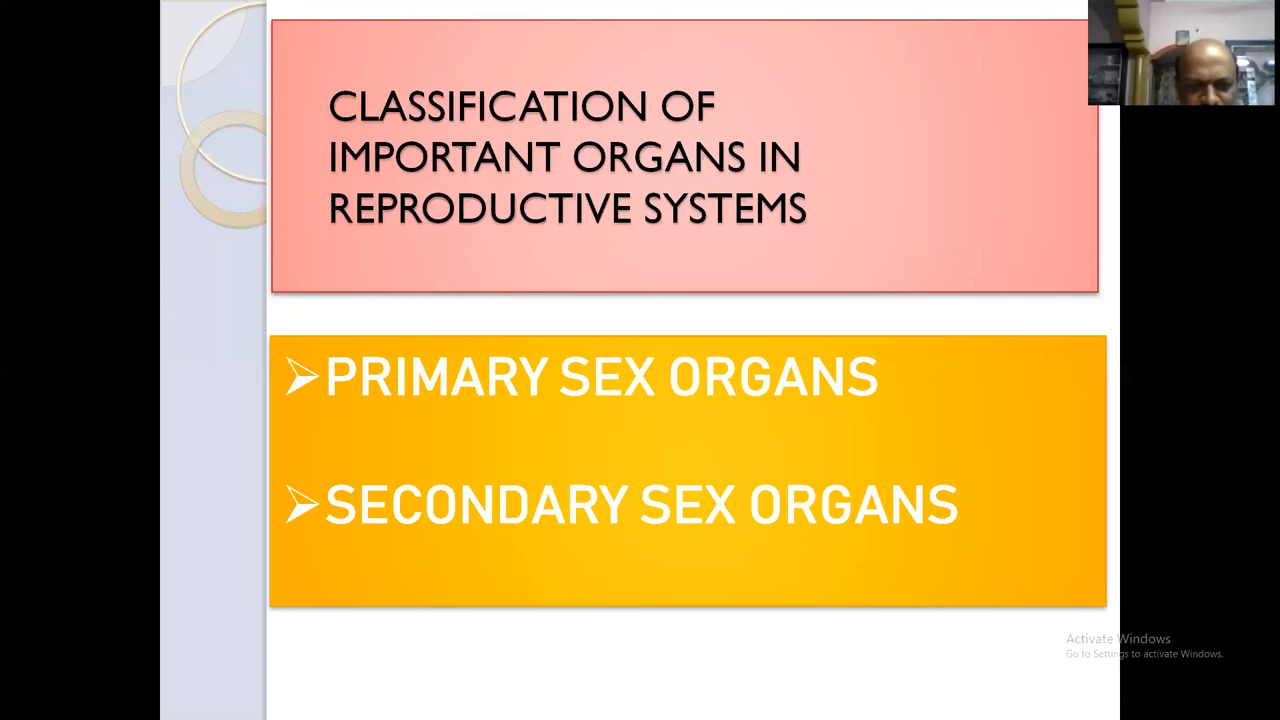 CLASSIFICATION OF
IMPORTANT ORGANS IN
REPRODUCTIVE SYSTEMS
PRIMARY SEX ORGANS
SECONDARY SEX ORGANS
Activate Windows
Go to Settings to activate Windows.